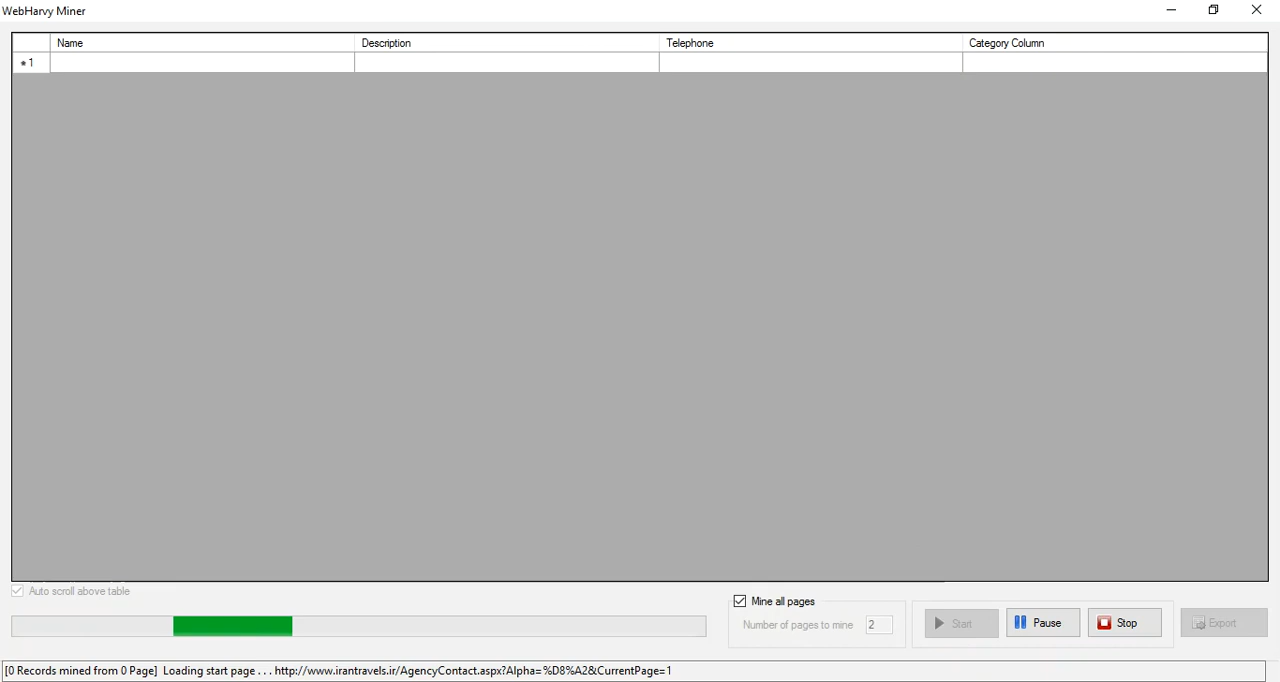 WebHarvy Miner
Name Description Telephone Category Column
* 1
Auto scroll above table
Mine all pages
Number of pages to mine 2
Start Pause Stop Export
[0 Records mined from 0 Page] Loading start page . . . http://www.irantravels.ir/AgencyContact.aspx?Alpha=%D8%A2&CurrentPage=1